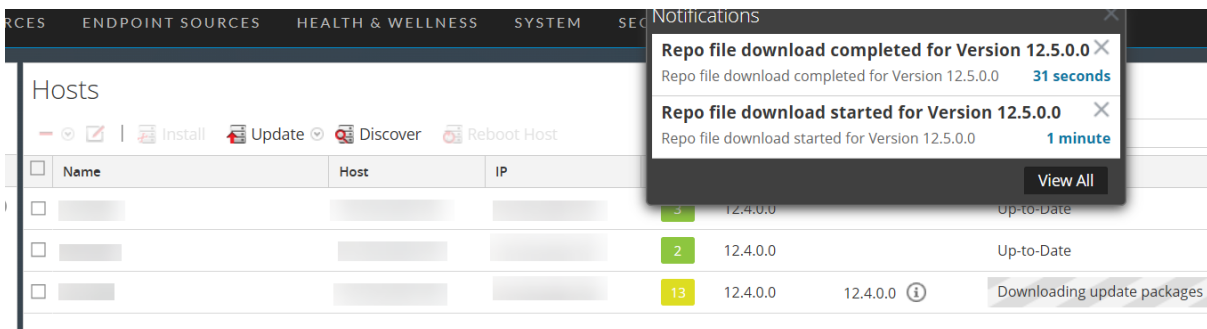 ENDPOINT SOURCES HEALTH & WELLNESS SYSTEM
Notifications
Repo file download completed for Version 12.5.0.0
Repo file download completed for Version 12.5.0.0 31 seconds
Repo file download started for Version 12.5.0.0
Repo file download started for Version 12.5.0.0 1 minute
View All
Hosts
Install Update Discover Reboot Host
Name Host IP
3 12.4.0.0 Up-to-Date
2 12.4.0.0 Up-to-Date
13 12.4.0.0 12.4.0.0 Downloading update packages